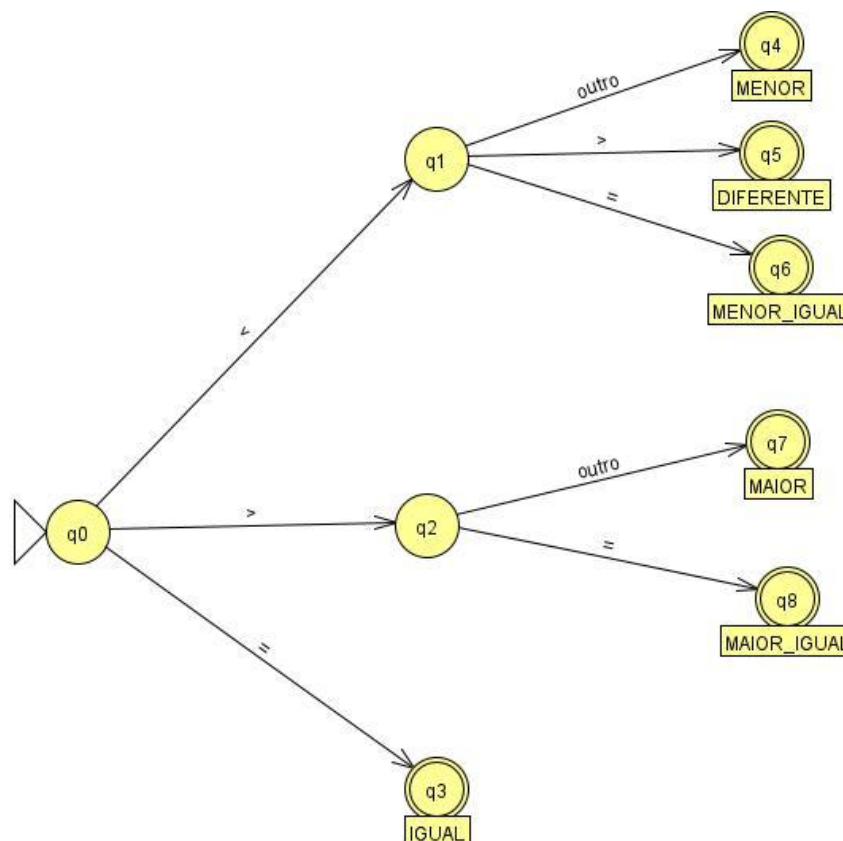 q4
MENOR
outro
q1
>
q5
DIFERENTE
=
q6
MENOR_IGUAL
<
q7
outro
MAIOR
q0
>
q2
=
q8
MAIOR_IGUAL
=
q3
IGUAL